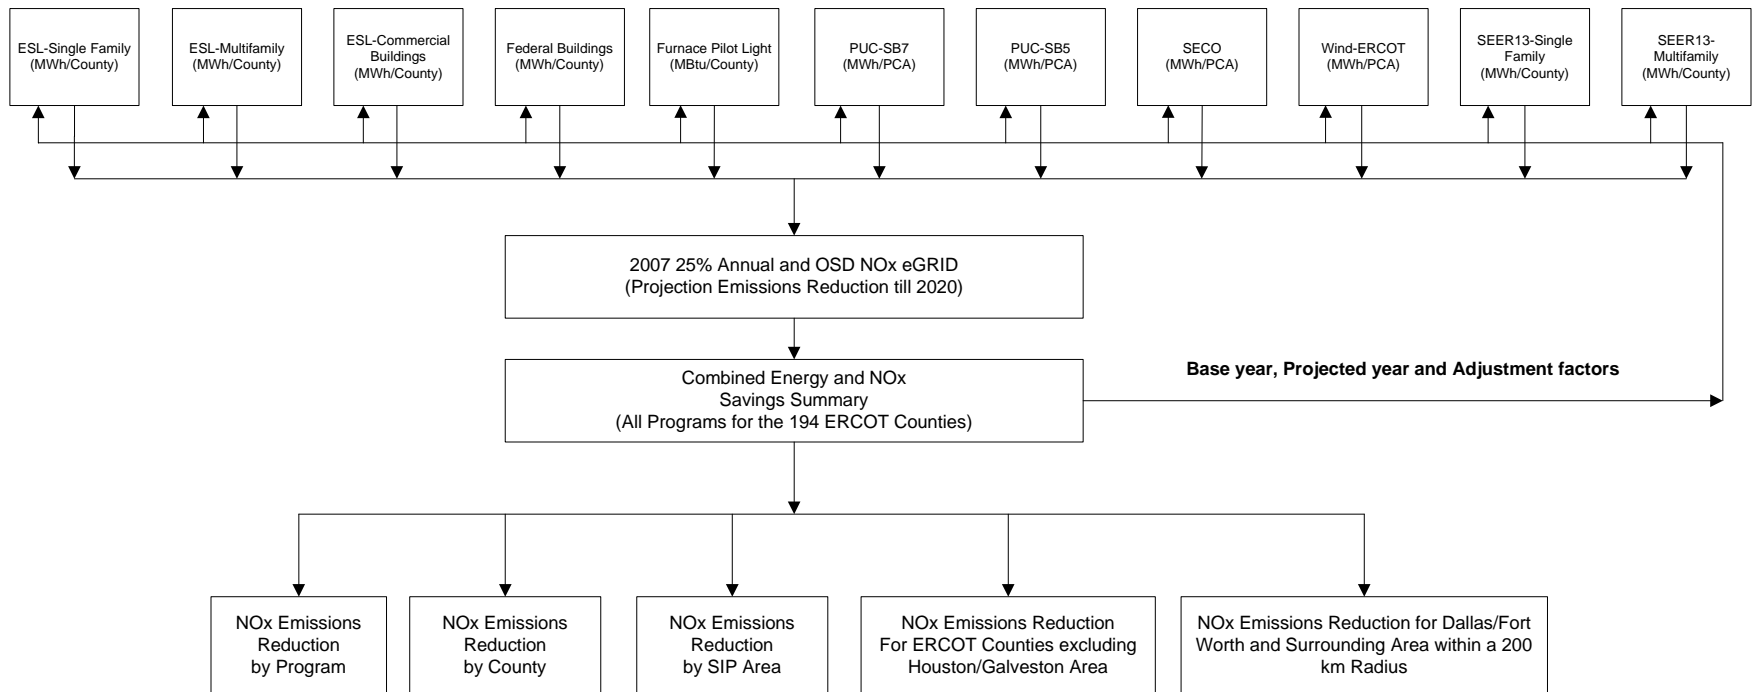 ESL-Single Family
(MWh/County)
ESL-Multifamily
(MWh/County)
ESL-Commercial
Buildings
(MWh/County)
Federal Buildings
(MWh/County)
Furnace Pilot Light
(MBtu/County)
PUC-SB7
(MWh/PCA)
PUC-SB5
(MWh/PCA)
SECO
(MWh/PCA)
Wind-ERCOT
(MWh/PCA)
SEER13-Single
Family
(MWh/County)
SEER13-
Multifamily
(MWh/County)
2007 25% Annual and OSD NOx eGRID
(Projection Emissions Reduction till 2020)
Combined Energy and NOx
Savings Summary
(All Programs for the 194 ERCOT Counties)
Base year, Projected year and Adjustment factors
NOx Emissions
Reduction
by Program
NOx Emissions
Reduction
by County
NOx Emissions
Reduction
by SIP Area
NOx Emissions Reduction
For ERCOT Counties excluding
Houston/Galveston Area
NOx Emissions Reduction for Dallas/Fort
Worth and Surrounding Area within a 200
km Radius